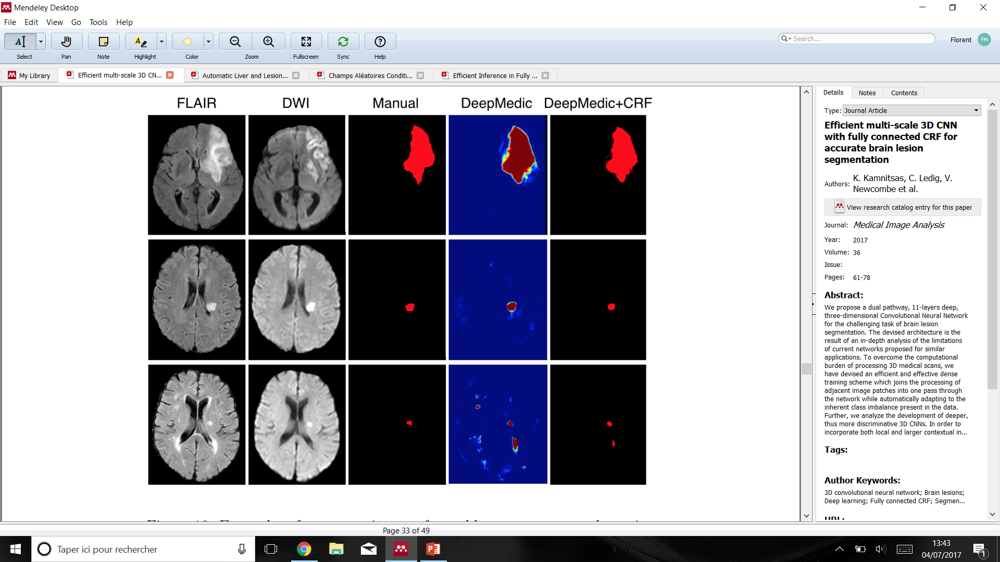 Mendeley Desktop
File Edit View Go Tools Help
Search...
Florent FM
Select Pan Note Highlight Color Zoom Fullscreen Sync Help
My Library
Efficient multi-scale 3D CN...
Automatic Liver and Lesion...
Champs Aléatoires Conditi...
Efficient Inference in Fully ...
FLAIR DWI Manual DeepMedic DeepMedic+CRF
Page 33 of 49
Details Notes Contents
Type: Journal Article
Efficient multi-scale 3D CNN
with fully connected CRF for
accurate brain lesion
segmentation
Authors: K. Kamnitsas, C. Ledig, V.
Newcombe et al.
View research catalog entry for this paper
Journal: Medical Image Analysis
Year: 2017
Volume: 36
Issue:
Pages: 61-78
Abstract:
We propose a dual pathway, 11-layers deep,
three-dimensional Convolutional Neural Network
for the challenging task of brain lesion
segmentation. The devised architecture is the
result of an in-depth analysis of the limitations
of current networks proposed for similar
applications. To overcome the computational
burden of processing 3D medical scans, we
have devised an efficient and effective dense
training scheme which joins the processing of
adjacent image patches into one pass through
the network while automatically adapting to the
inherent class imbalance present in the data.
Further, we analyze the development of deeper,
thus more discriminative 3D CNNs. In order to
incorporate both local and larger contextual in...
Tags:
Author Keywords:
3D convolutional neural network; Brain lesions;
Deep learning; Fully connected CRF; Segmen...
URL:
Taper ici pour rechercher
13:43
04/07/2017
1